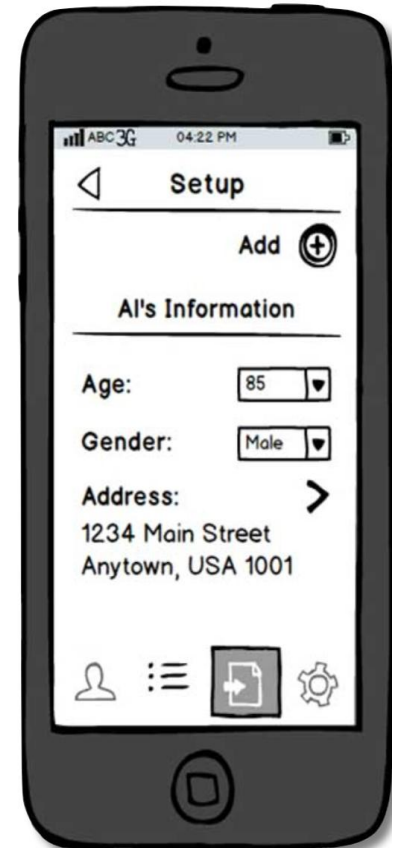 ABC 3G 04:22 PM
Setup
Add
Al's Information
Age: 85
Gender: Male
Address:
1234 Main Street
Anytown, USA 1001